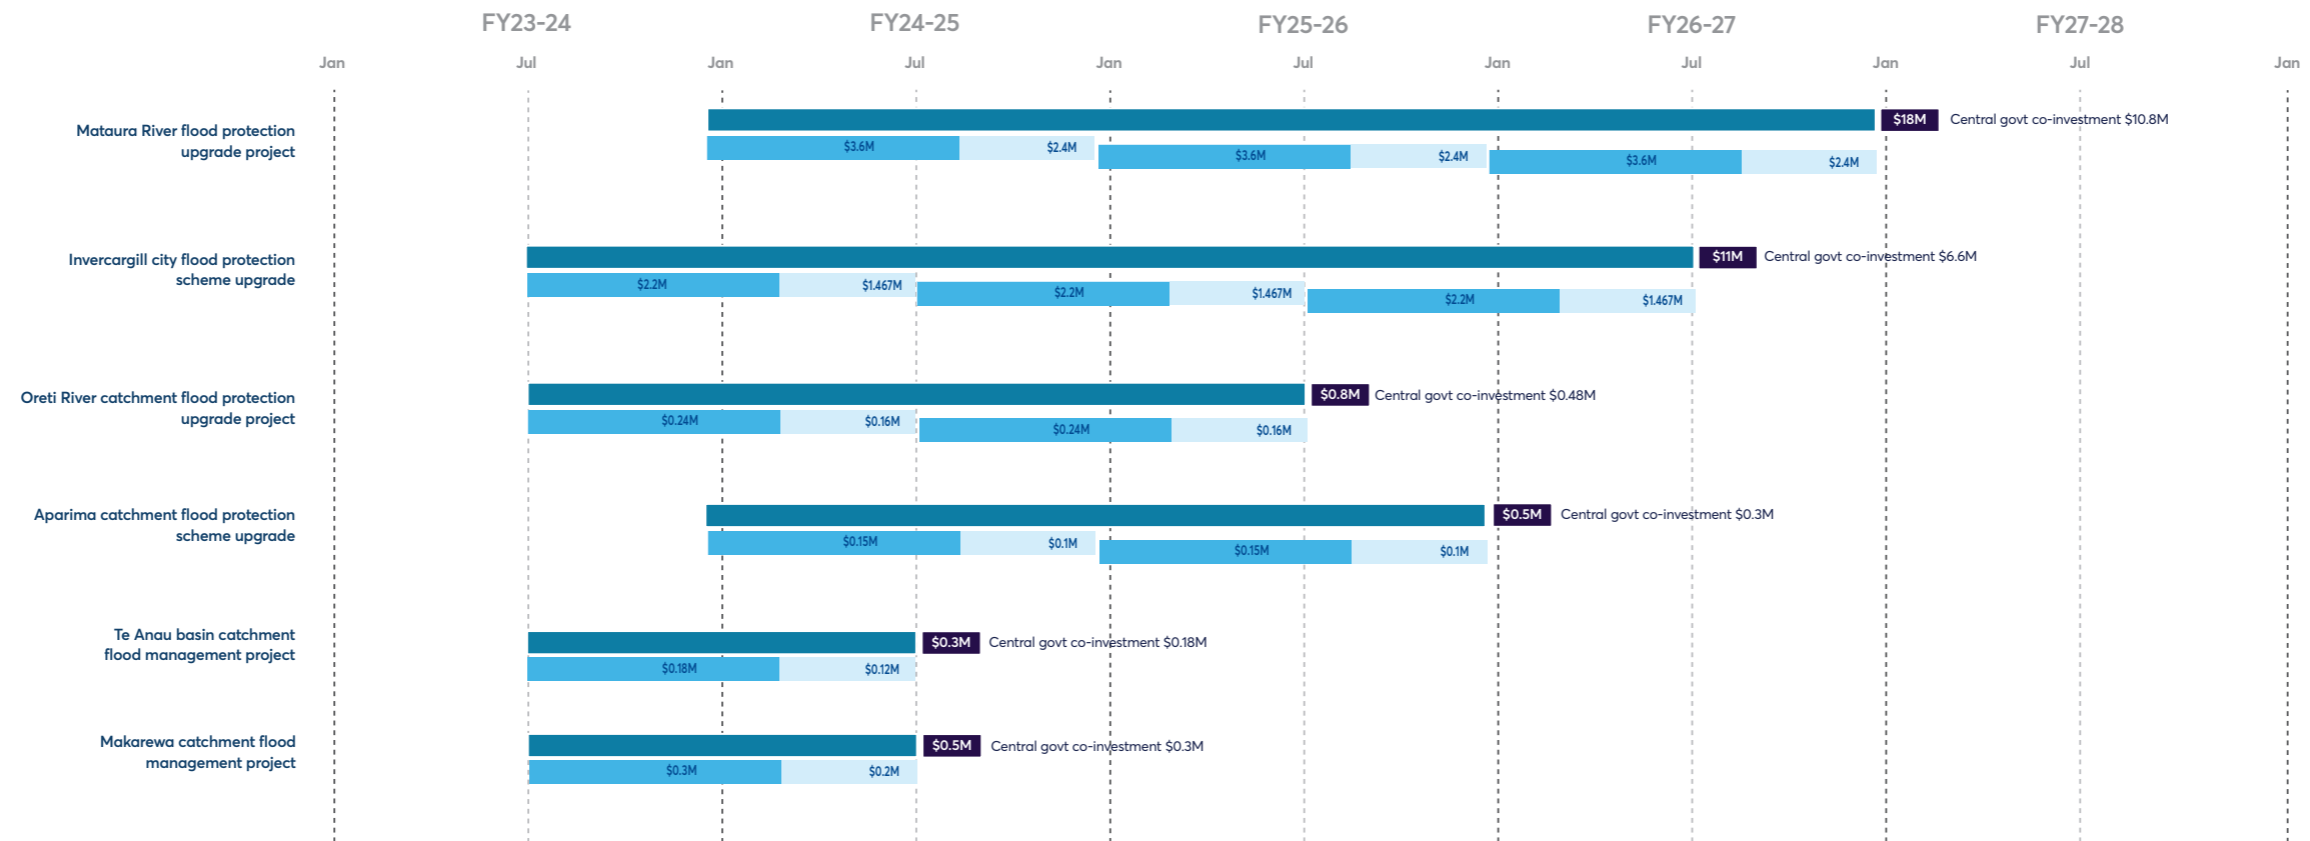 FY23-24 FY24-25 FY25-26 FY26-27 FY27-28
Jan Jul Jan Jul Jan Jul Jan Jul Jan Jul Jan
Mataura River flood protection
upgrade project
$18M Central govt co-investment $10.8M
$3.6M $2.4M $3.6M $2.4M $3.6M $2.4M
Invercargill city flood protection
scheme upgrade
$11M Central govt co-investment $6.6M
$2.2M $1.467M $2.2M $1.467M $2.2M $1.467M
Oreti River catchment flood protection
upgrade project
$0.8M Central govt co-investment $0.48M
$0.24M $0.16M $0.24M $0.16M
Aparima catchment flood protection
scheme upgrade
$0.5M Central govt co-investment $0.3M
$0.15M $0.1M $0.15M $0.1M
Te Anau basin catchment
flood management project
$0.3M Central govt co-investment $0.18M
$0.18M $0.12M
Makarewa catchment flood
management project
$0.5M Central govt co-investment $0.3M
$0.3M $0.2M